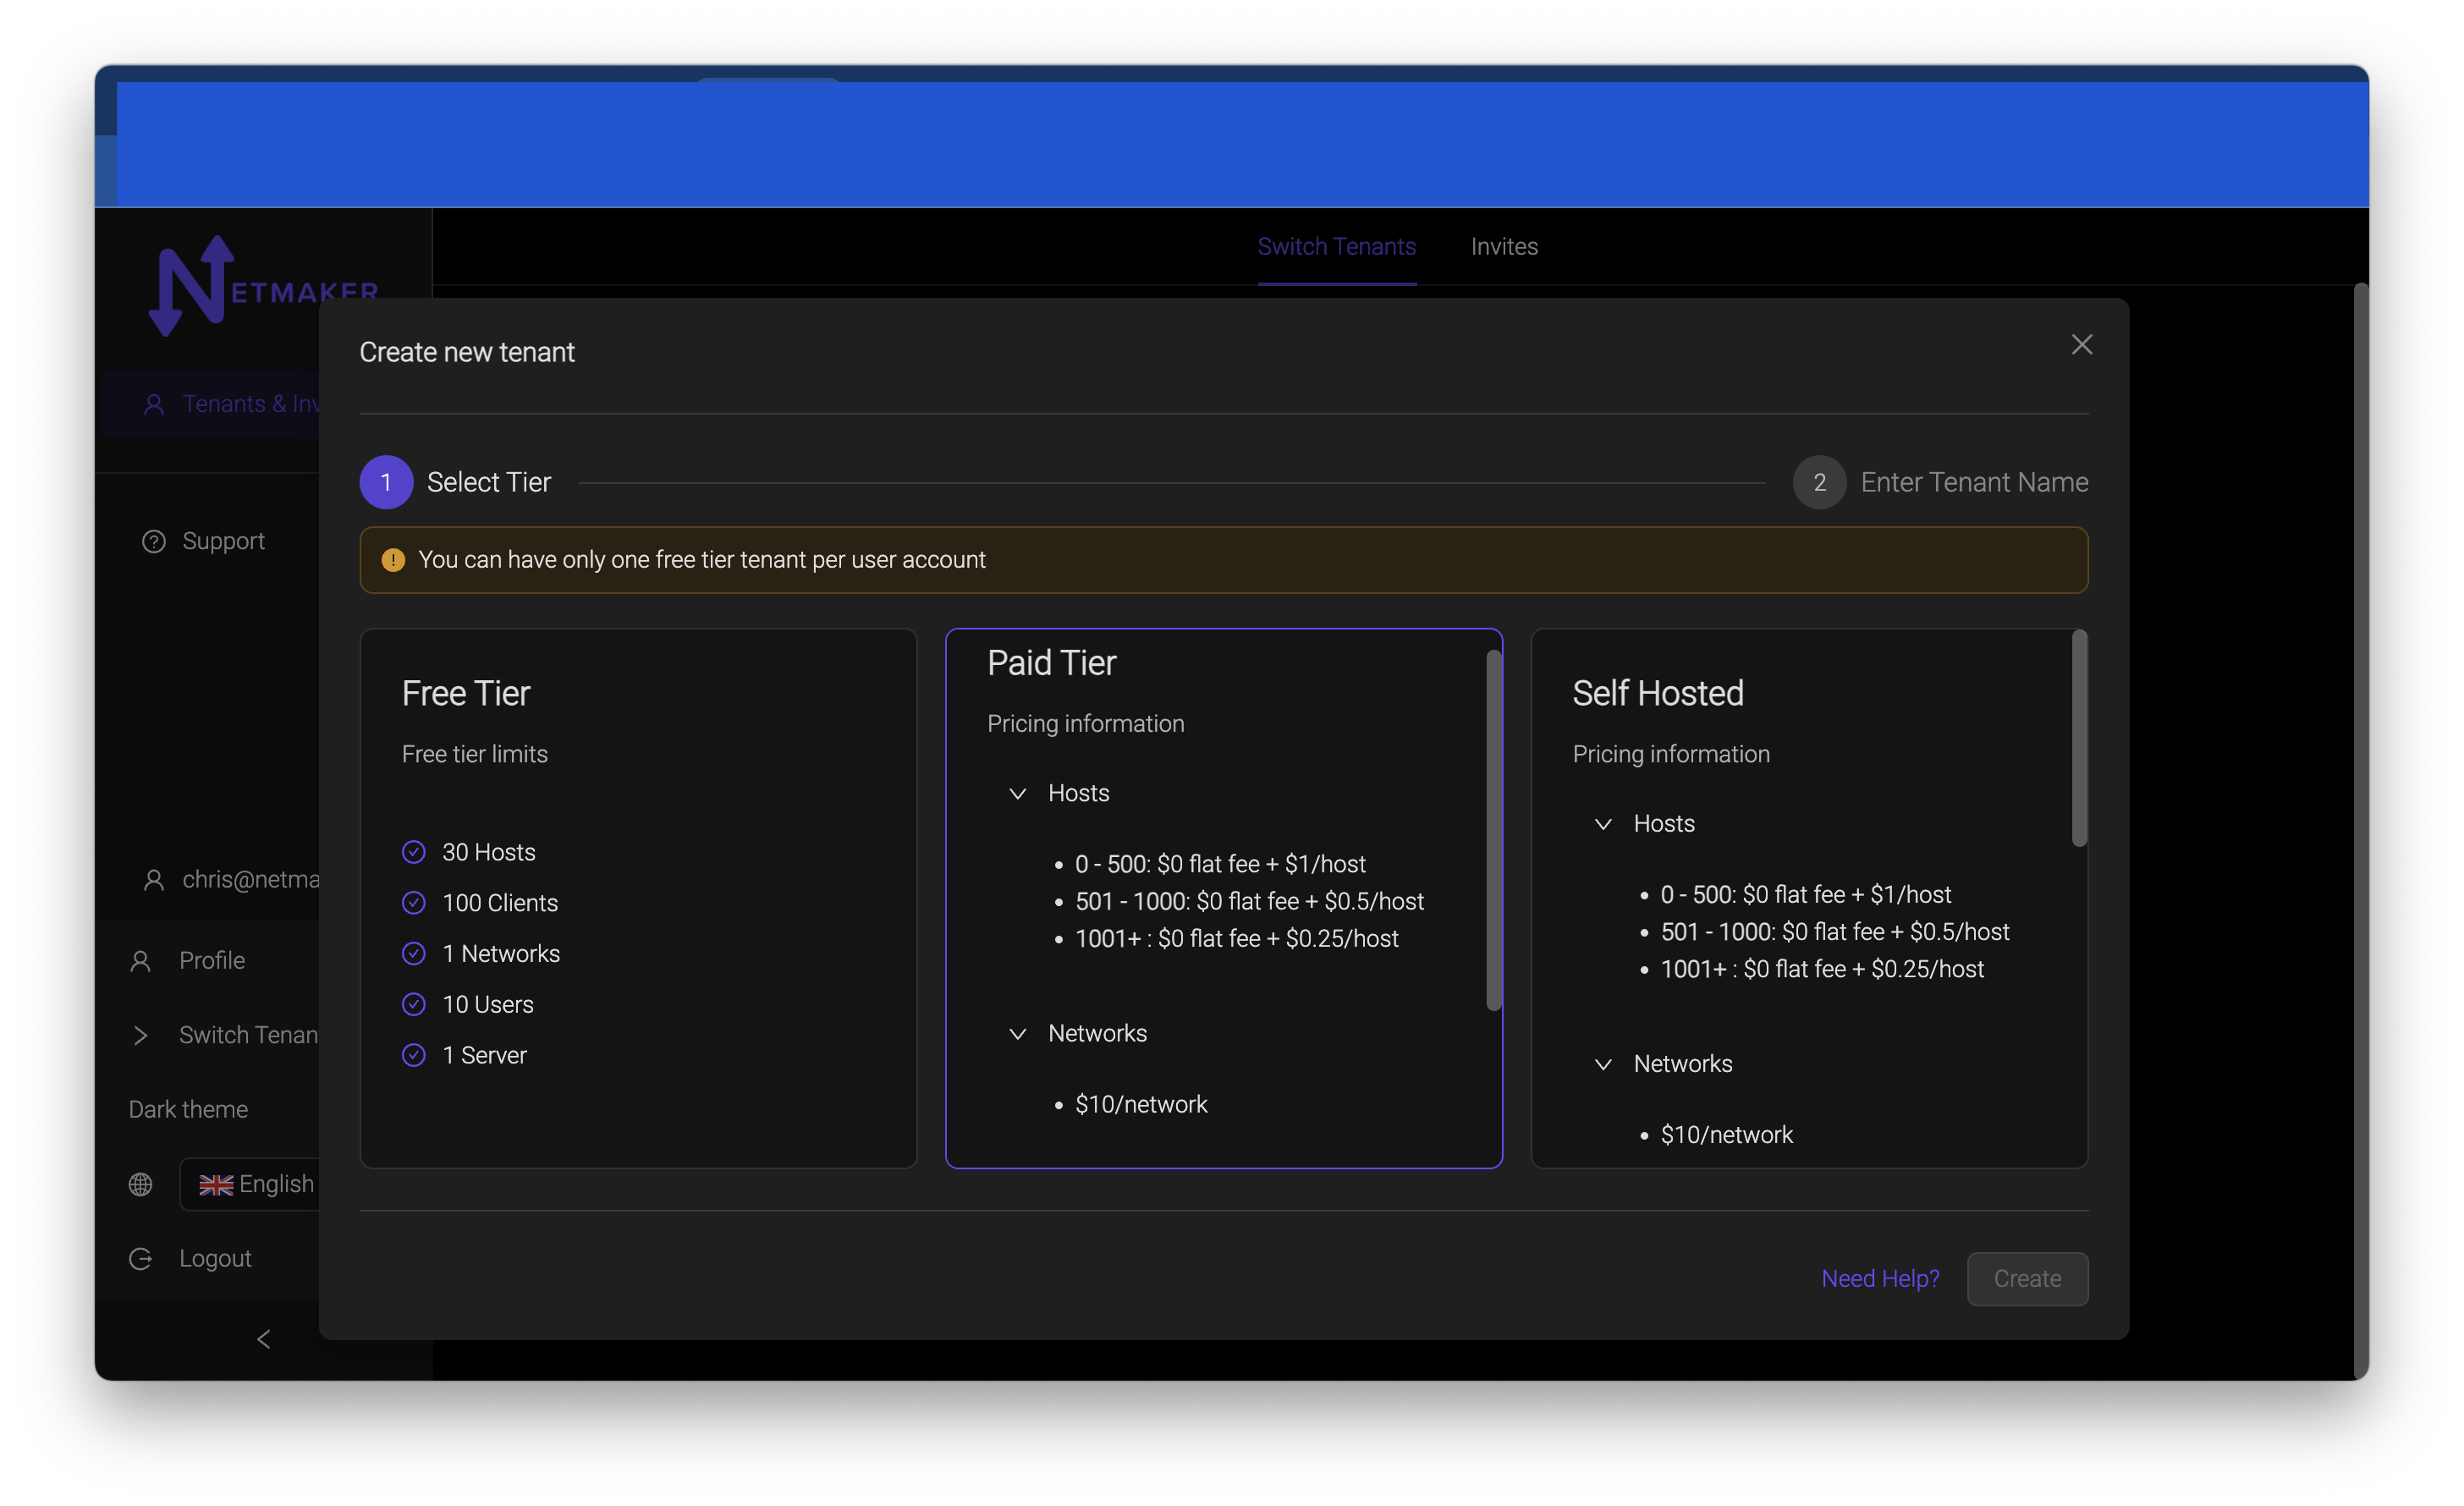 Switch Tenants
Invites
NETMAKER
Create new tenant
Tenants & Inv
1 Select Tier
2 Enter Tenant Name
You can have only one free tier tenant per user account
Support
Free Tier
Free tier limits
30 Hosts
100 Clients
1 Networks
10 Users
1 Server
Paid Tier
Pricing information
Hosts
• 0 - 500: $0 flat fee + $1/host
• 501 - 1000: $0 flat fee + $0.5/host
• 1001+ : $0 flat fee + $0.25/host
Networks
• $10/network
Self Hosted
Pricing information
Hosts
• 0 - 500: $0 flat fee + $1/host
• 501 - 1000: $0 flat fee + $0.5/host
• 1001+ : $0 flat fee + $0.25/host
Networks
• $10/network
chris@netma
Profile
Switch Tenan
Dark theme
English
Logout
Need Help?
Create